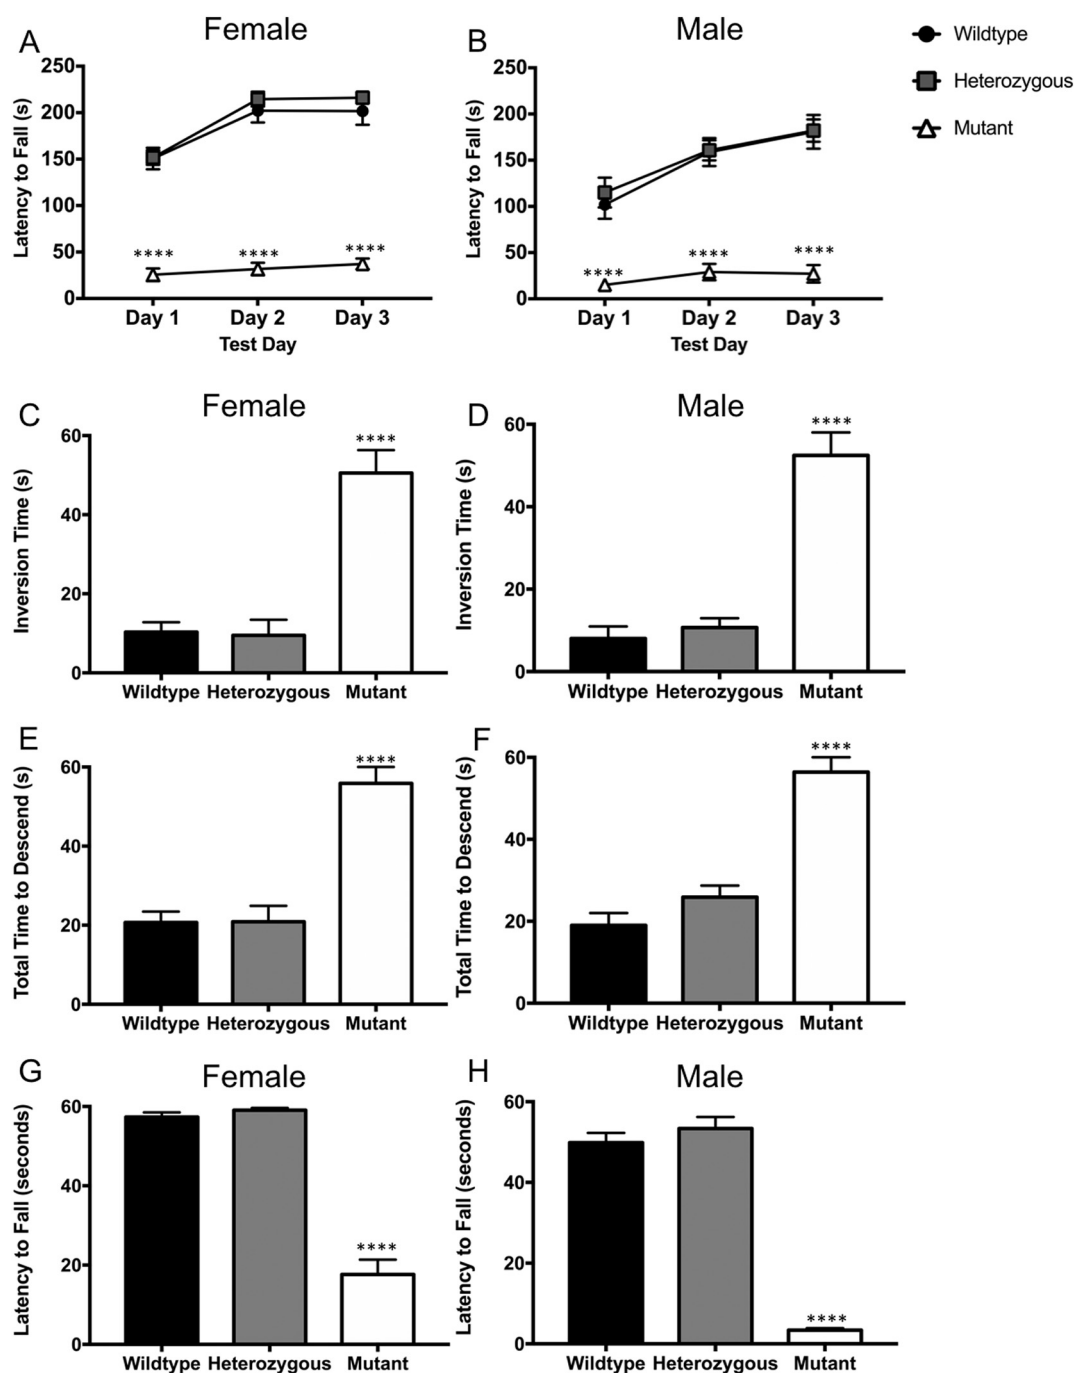 A
Female
Latency to Fall (s)
250
200
150
100
50
0
****
****
****
Day 1
Day 2
Day 3
Test Day
B
Male
Latency to Fall (s)
250
200
150
100
50
0
****
****
****
Day 1
Day 2
Day 3
Test Day
Wildtype
Heterozygous
Mutant
C
Female
Inversion Time (s)
60
40
20
0
****
Wildtype
Heterozygous
Mutant
D
Male
Inversion Time (s)
60
40
20
0
****
Wildtype
Heterozygous
Mutant
E
Total Time to Descend (s)
60
40
20
0
****
Wildtype
Heterozygous
Mutant
F
Total Time to Descend (s)
60
40
20
0
****
Wildtype
Heterozygous
Mutant
G
Female
Latency to Fall (seconds)
60
40
20
0
****
Wildtype
Heterozygous
Mutant
H
Male
Latency to Fall (seconds)
60
40
20
0
****
Wildtype
Heterozygous
Mutant